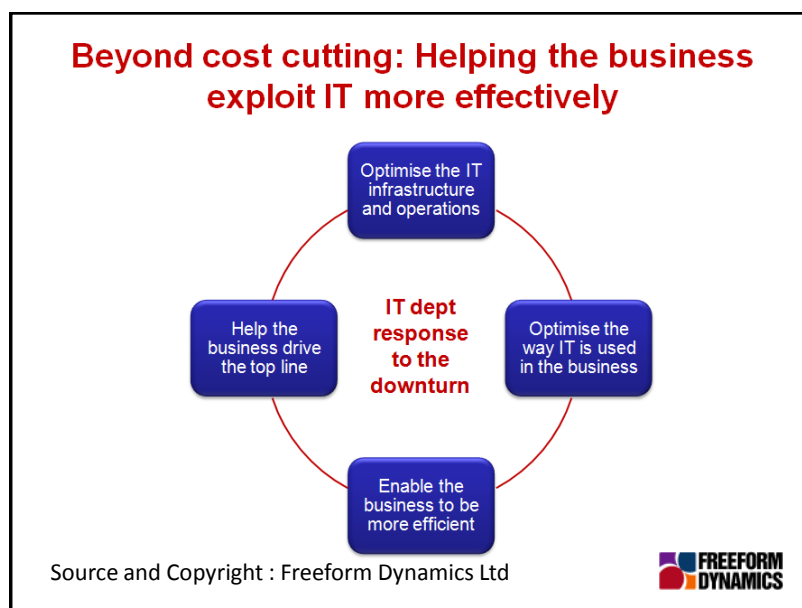 Beyond cost cutting: Helping the business
exploit IT more effectively
Optimise the IT
infrastructure
and operations
Help the
business drive
the top line
IT dept
response
to the
downturn
Optimise the
way IT is used
in the business
Enable the
business to be
more efficient
Source and Copyright : Freeform Dynamics Ltd
FREEFORM
DYNAMICS